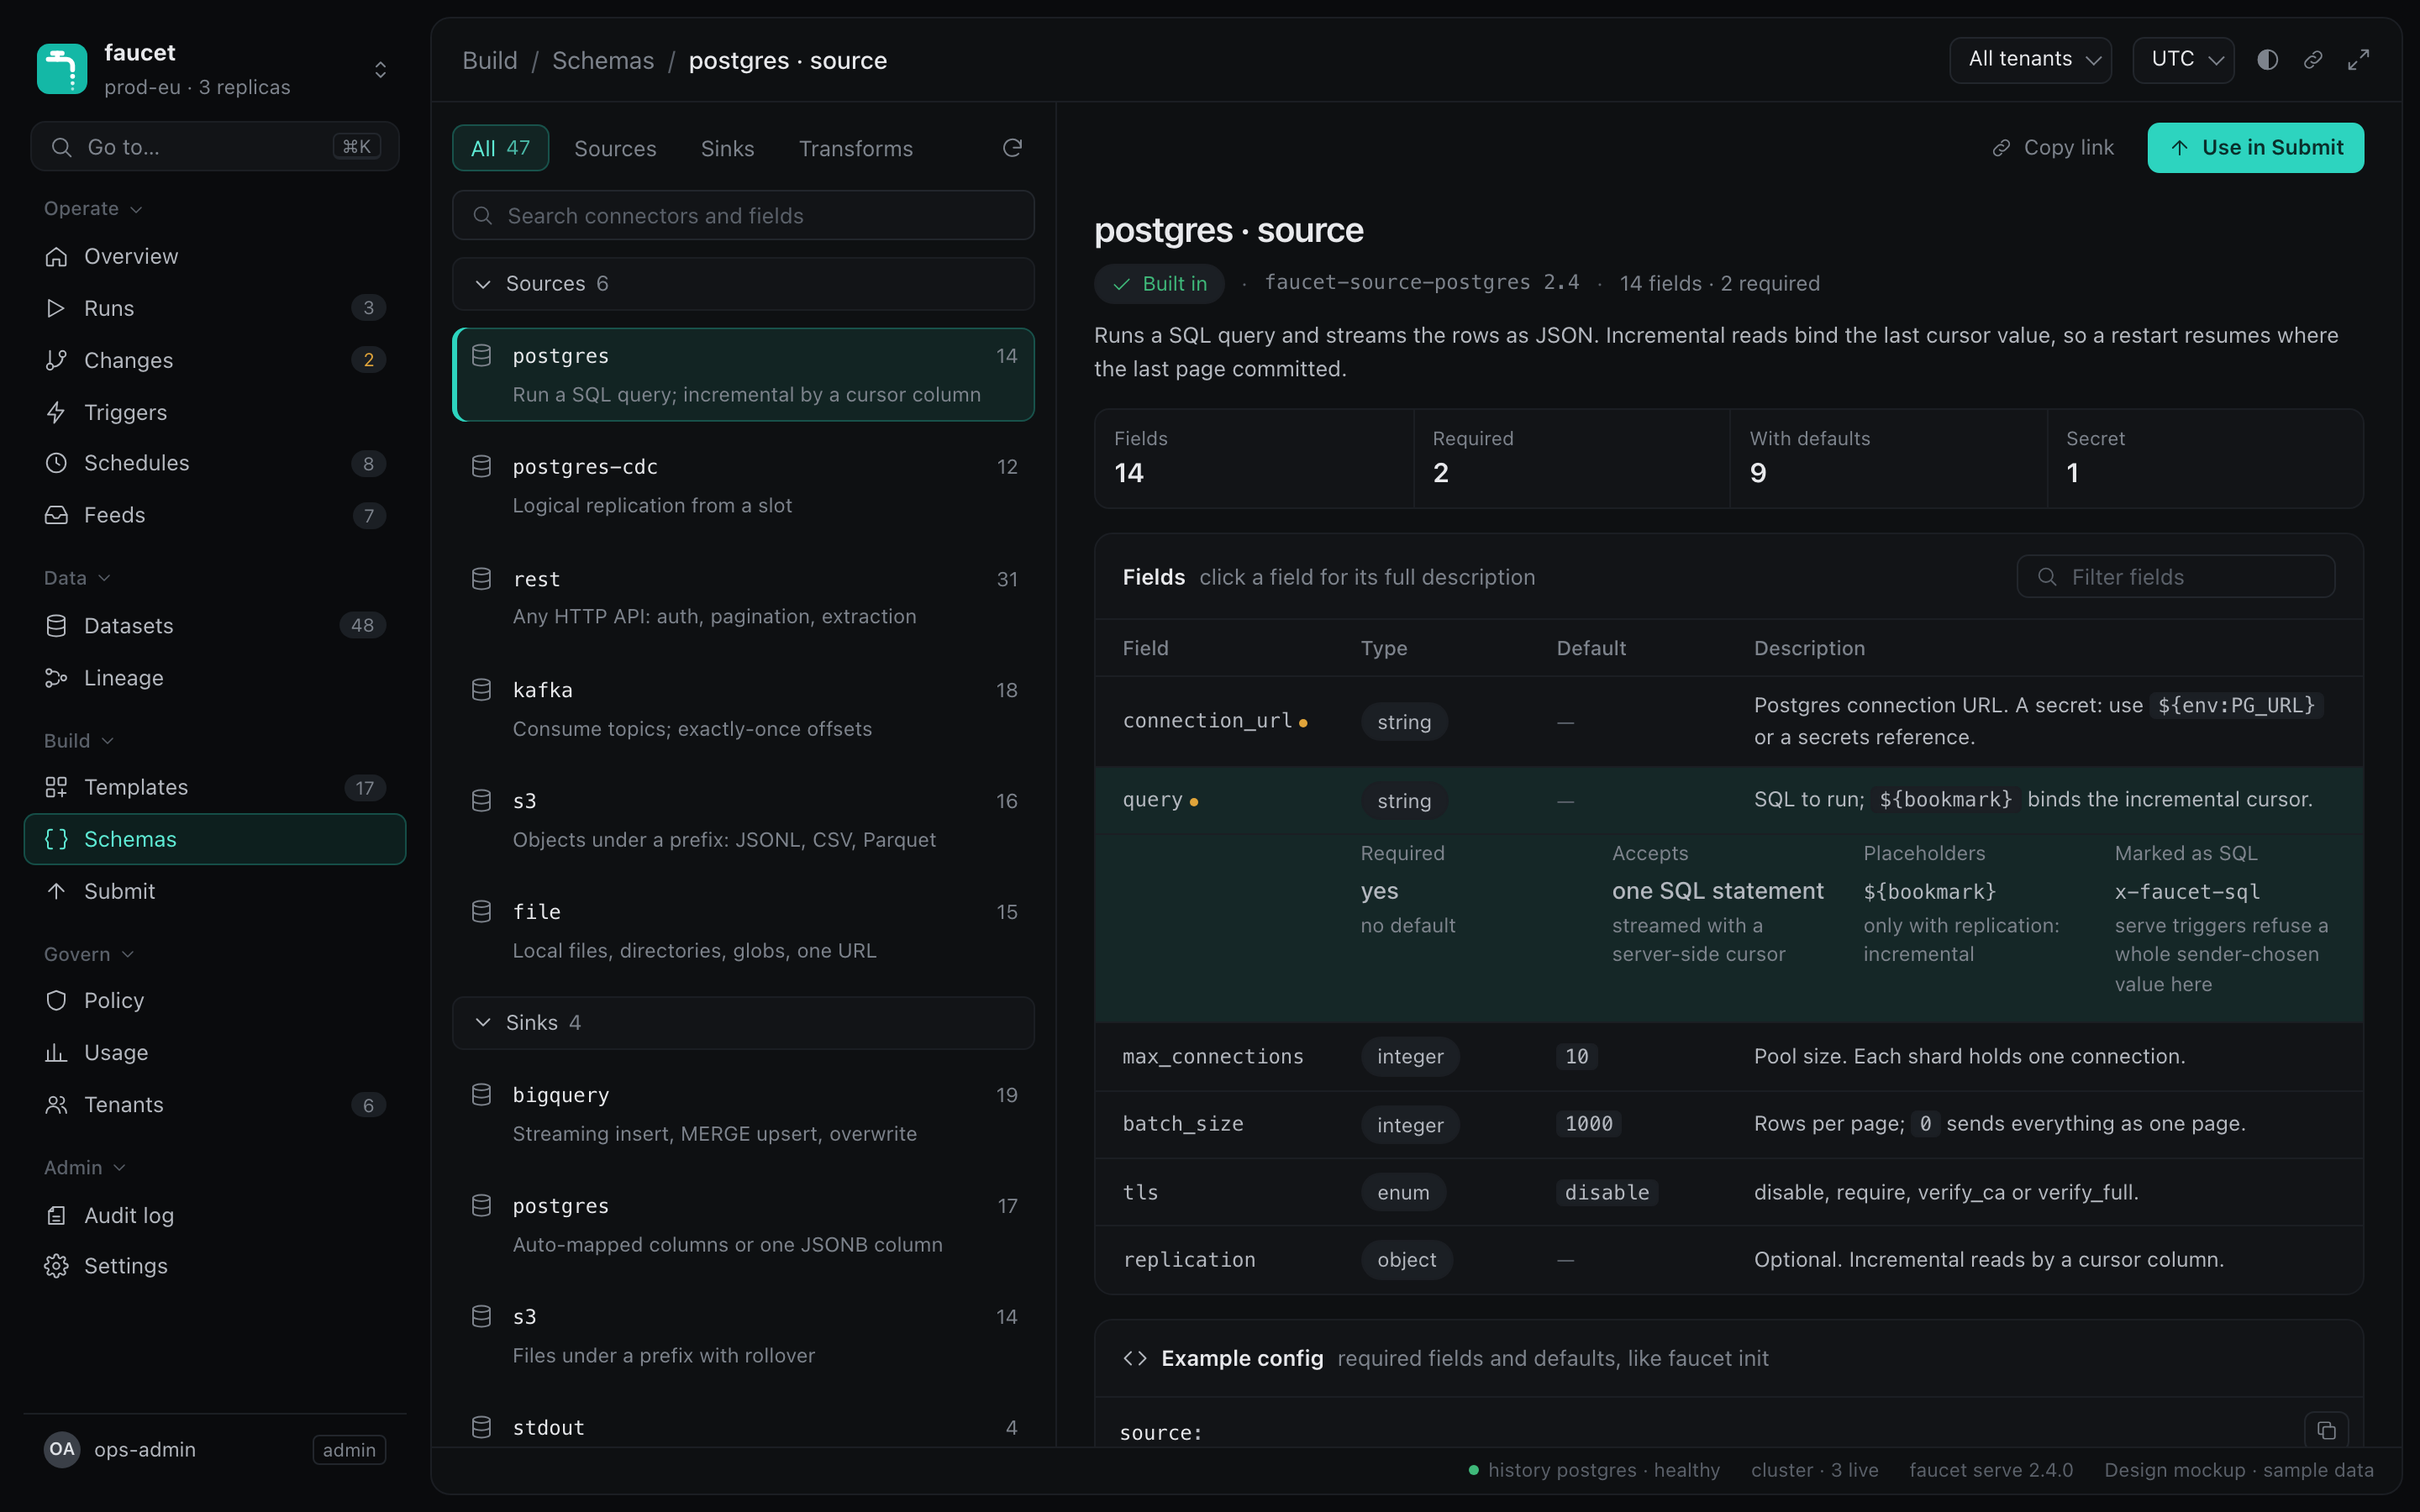 faucet
prod-eu · 3 replicas
Go to...
⌘K
Operate
Overview
Runs 3
Changes 2
Triggers
Schedules 8
Feeds 7
Data
Datasets 48
Lineage
Build
Templates 17
Schemas
Submit
Govern
Policy
Usage
Tenants 6
Admin
Audit log
Settings
OA ops-admin admin
Build / Schemas / postgres · source
All tenants
UTC
All 47 Sources Sinks Transforms
Search connectors and fields
Sources 6
postgres 14
Run a SQL query; incremental by a cursor column
postgres-cdc 12
Logical replication from a slot
rest 31
Any HTTP API: auth, pagination, extraction
kafka 18
Consume topics; exactly-once offsets
s3 16
Objects under a prefix: JSONL, CSV, Parquet
file 15
Local files, directories, globs, one URL
Sinks 4
bigquery 19
Streaming insert, MERGE upsert, overwrite
postgres 17
Auto-mapped columns or one JSONB column
s3 14
Files under a prefix with rollover
stdout 4
Copy link
Use in Submit
postgres · source
Built in · faucet-source-postgres 2.4 · 14 fields · 2 required
Runs a SQL query and streams the rows as JSON. Incremental reads bind the last cursor value, so a restart resumes where
the last page committed.
Fields Required With defaults Secret
14 2 9 1
Fields click a field for its full description
Filter fields
Field Type Default Description
connection_url string — Postgres connection URL. A secret: use ${env:PG_URL}
or a secrets reference.
query string — SQL to run; ${bookmark} binds the incremental cursor.
Required Accepts Placeholders Marked as SQL
yes one SQL statement ${bookmark} x-faucet-sql
no default streamed with a only with replication: serve triggers refuse a
server-side cursor incremental whole sender-chosen
value here
max_connections integer 10 Pool size. Each shard holds one connection.
batch_size integer 1000 Rows per page; 0 sends everything as one page.
tls enum disable disable, require, verify_ca or verify_full.
replication object — Optional. Incremental reads by a cursor column.
Example config required fields and defaults, like faucet init
source:
history postgres · healthy cluster · 3 live faucet serve 2.4.0 Design mockup · sample data